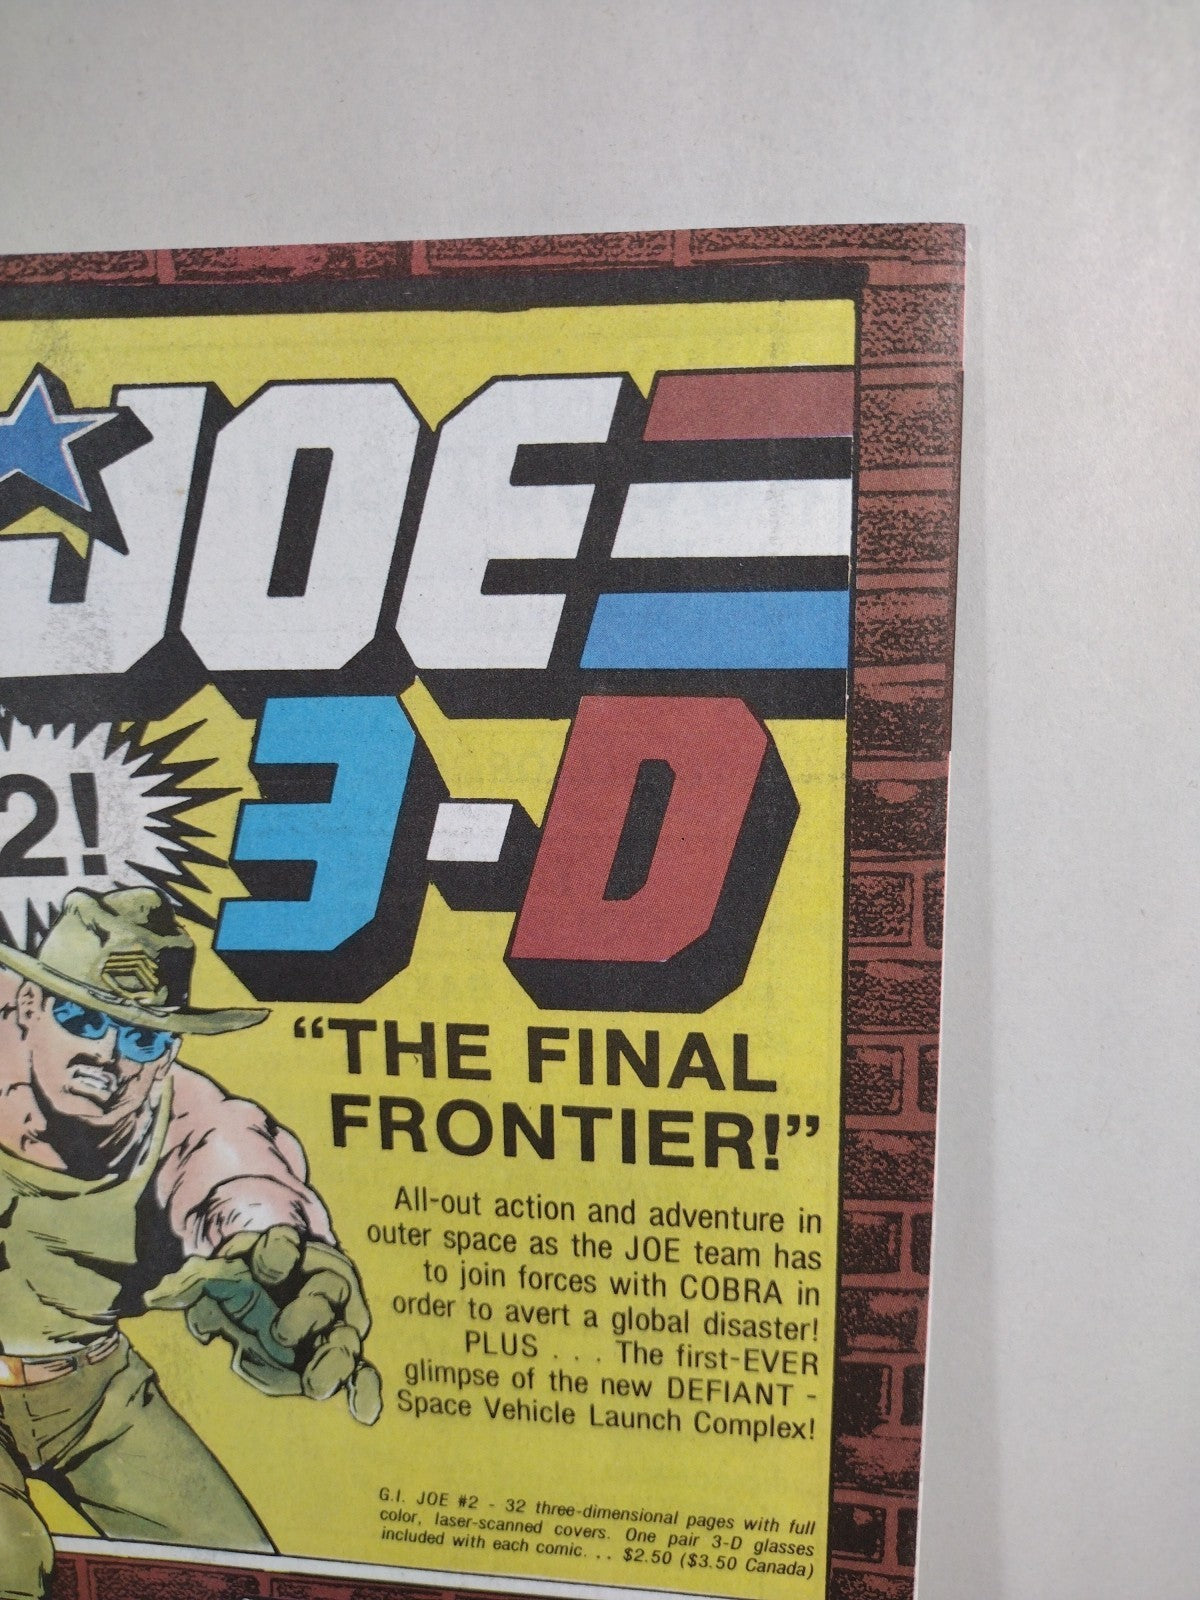 JOE
3-D
2!
“THE FINAL
FRONTIER!”
All-out action and adventure in
outer space as the JOE team has
to join forces with COBRA in
order to avert a global disaster!
PLUS . . . The first-EVER
glimpse of the new DEFIANT -
Space Vehicle Launch Complex!
G.I. JOE #2 - 32 three-dimensional pages with full
color, laser-scanned covers. One pair 3-D glasses
included with each comic. . . $2.50 ($3.50 Canada)